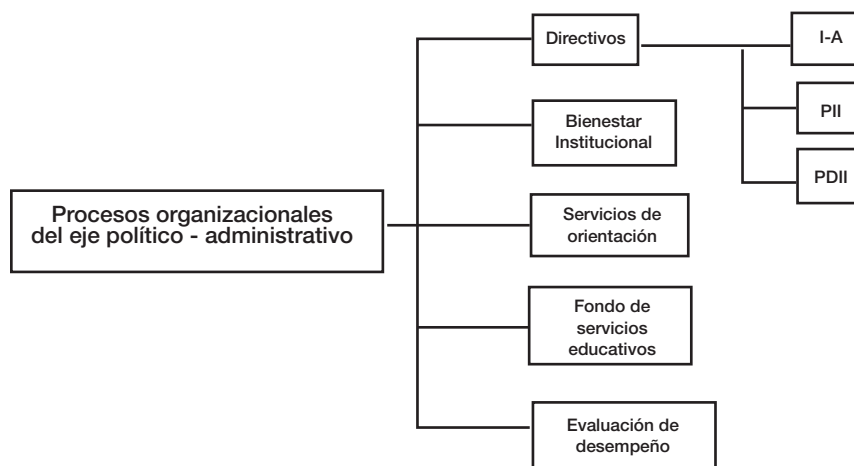 Directivos
I-A
PII
PDII
Bienestar
Institucional
Procesos organizacionales
del eje político - administrativo
Servicios de
orientación
Fondo de
servicios
educativos
Evaluación de
desempeño